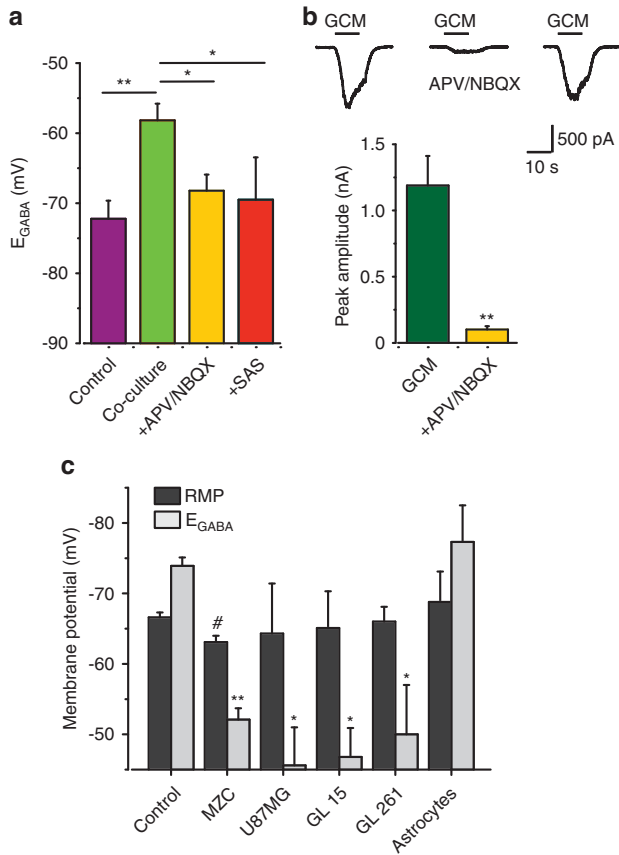 a
**
*
*
-50
-60
-70
-80
-90
E_GABA (mV)
Control
Co-culture
+APV/NBQX
+SAS
b
GCM
GCM
GCM
APV/NBQX
500 pA
10 s
1.5
1.0
0.5
0
Peak amplitude (nA)
**
GCM
+APV/NBQX
c
RMP
E_GABA
-80
-70
-60
-50
Membrane potential (mV)
#
**
*
*
*
Control
MZC
U87MG
GL 15
GL 261
Astrocytes